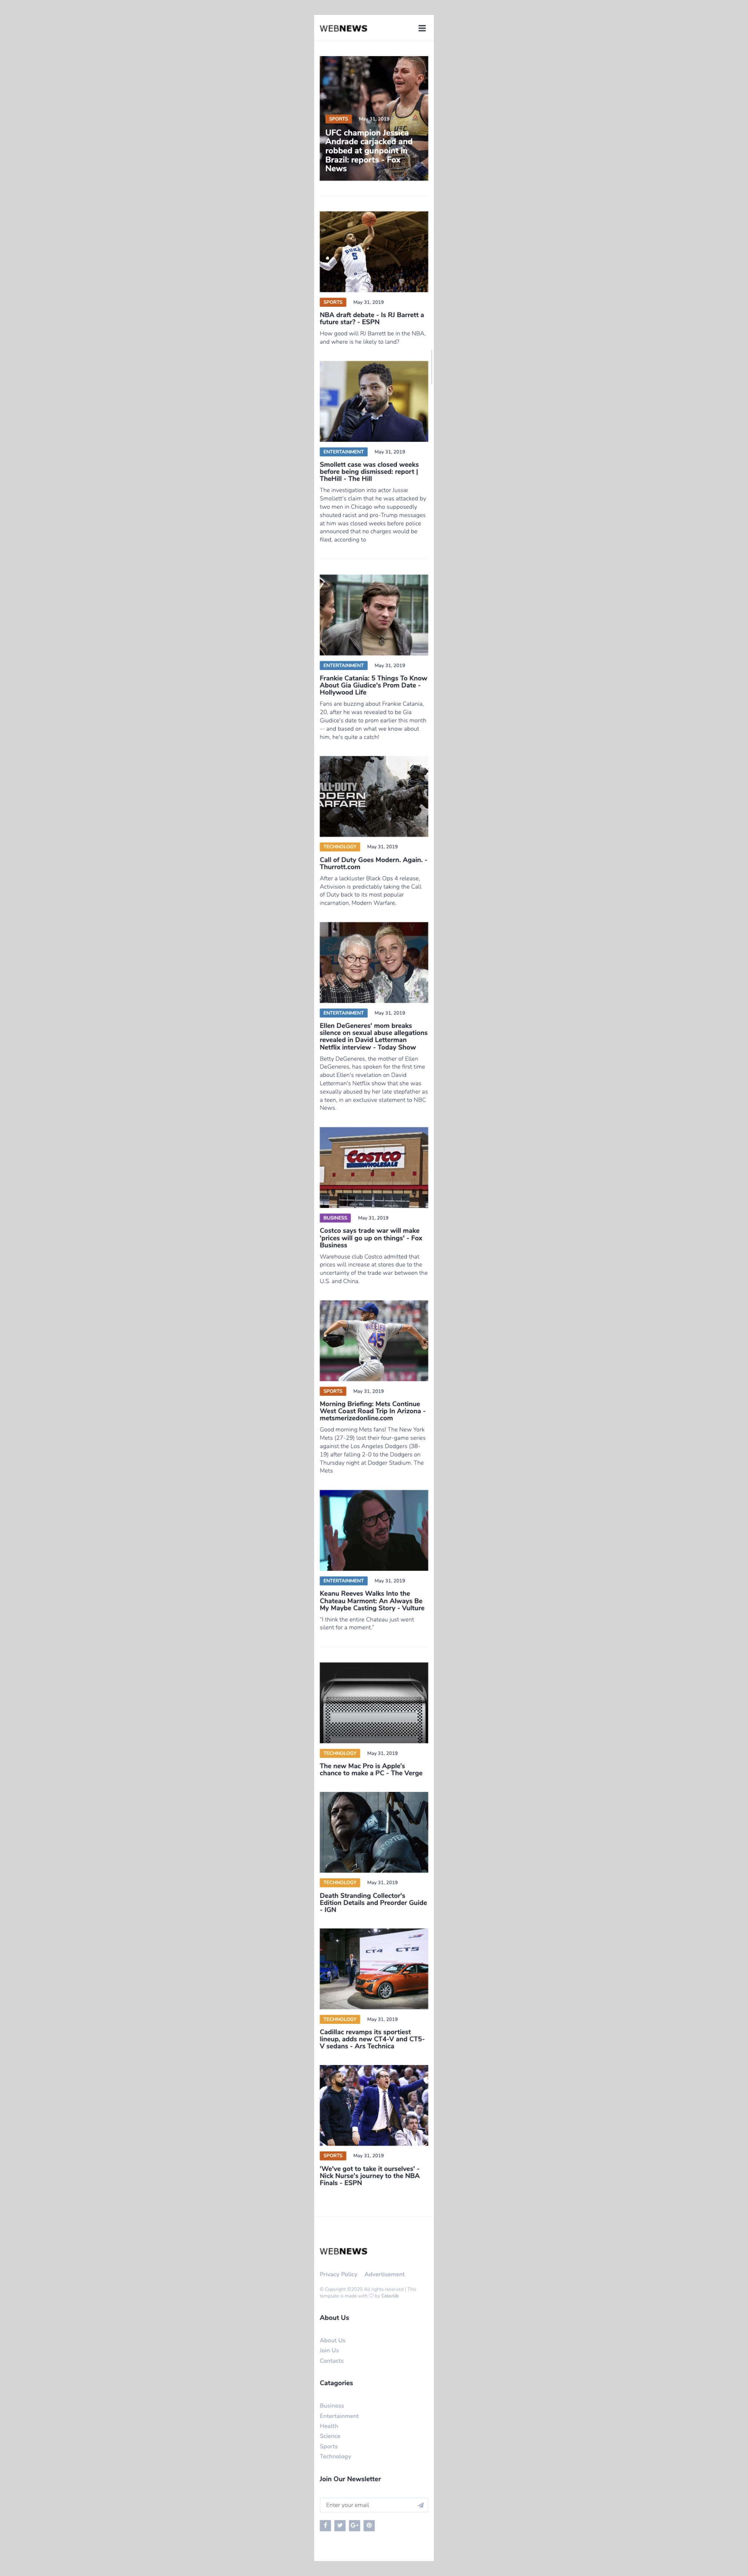 WEBNEWS
SPORTS May 31, 2019
UFC champion Jessica
Andrade carjacked and
robbed at gunpoint in
Brazil: reports - Fox
News
DUKE
5
SPORTS May 31, 2019
NBA draft debate - Is RJ Barrett a
future star? - ESPN
How good will RJ Barrett be in the NBA,
and where is he likely to land?
ENTERTAINMENT May 31, 2019
Smollett case was closed weeks
before being dismissed: report |
TheHill - The Hill
The investigation into actor Jussie
Smollett's claim that he was attacked by
two men in Chicago who supposedly
shouted racist and pro-Trump messages
at him was closed weeks before police
announced that no charges would be
filed, according to
ENTERTAINMENT May 31, 2019
Frankie Catania: 5 Things To Know
About Gia Giudice's Prom Date -
Hollywood Life
Fans are buzzing about Frankie Catania,
20, after he was revealed to be Gia
Giudice's date to prom earlier this month
-- and based on what we know about
him, he's quite a catch!
ALL DUTY
ODERN
ARFARE
TECHNOLOGY May 31, 2019
Call of Duty Goes Modern. Again. -
Thurrott.com
After a lackluster Black Ops 4 release,
Activision is predictably taking the Call
of Duty back to its most popular
incarnation, Modern Warfare.
ENTERTAINMENT May 31, 2019
Ellen DeGeneres' mom breaks
silence on sexual abuse allegations
revealed in David Letterman
Netflix interview - Today Show
Betty DeGeneres, the mother of Ellen
DeGeneres, has spoken for the first time
about Ellen's revelation on David
Letterman's Netflix show that she was
sexually abused by her late stepfather as
a teen, in an exclusive statement to NBC
News.
COSTCO
WHOLESALE
BUSINESS May 31, 2019
Costco says trade war will make
'prices will go up on things' - Fox
Business
Warehouse club Costco admitted that
prices will increase at stores due to the
uncertainty of the trade war between the
U.S. and China.
45
SPORTS May 31, 2019
Morning Briefing: Mets Continue
West Coast Road Trip In Arizona -
metsmerizedonline.com
Good morning Mets fans! The New York
Mets (27-29) lost their four-game series
against the Los Angeles Dodgers (38-
19) after falling 2-0 to the Dodgers on
Thursday night at Dodger Stadium. The
Mets
ENTERTAINMENT May 31, 2019
Keanu Reeves Walks Into the
Chateau Marmont: An Always Be
My Maybe Casting Story - Vulture
"I think the entire Chateau just went
silent for a moment."
TECHNOLOGY May 31, 2019
The new Mac Pro is Apple's
chance to make a PC - The Verge
TECHNOLOGY May 31, 2019
Death Stranding Collector's
Edition Details and Preorder Guide
- IGN
CT4 CT5
TECHNOLOGY May 31, 2019
Cadillac revamps its sportiest
lineup, adds new CT4-V and CT5-
V sedans - Ars Technica
SPORTS May 31, 2019
'We've got to take it ourselves' -
Nick Nurse's journey to the NBA
Finals - ESPN
WEBNEWS
Privacy Policy Advertisement
© Copyright ©2020 All rights reserved | This
template is made with ♡ by Colorlib
About Us
About Us
Join Us
Contacts
Catagories
Business
Entertainment
Health
Science
Sports
Technology
Join Our Newsletter
Enter your email